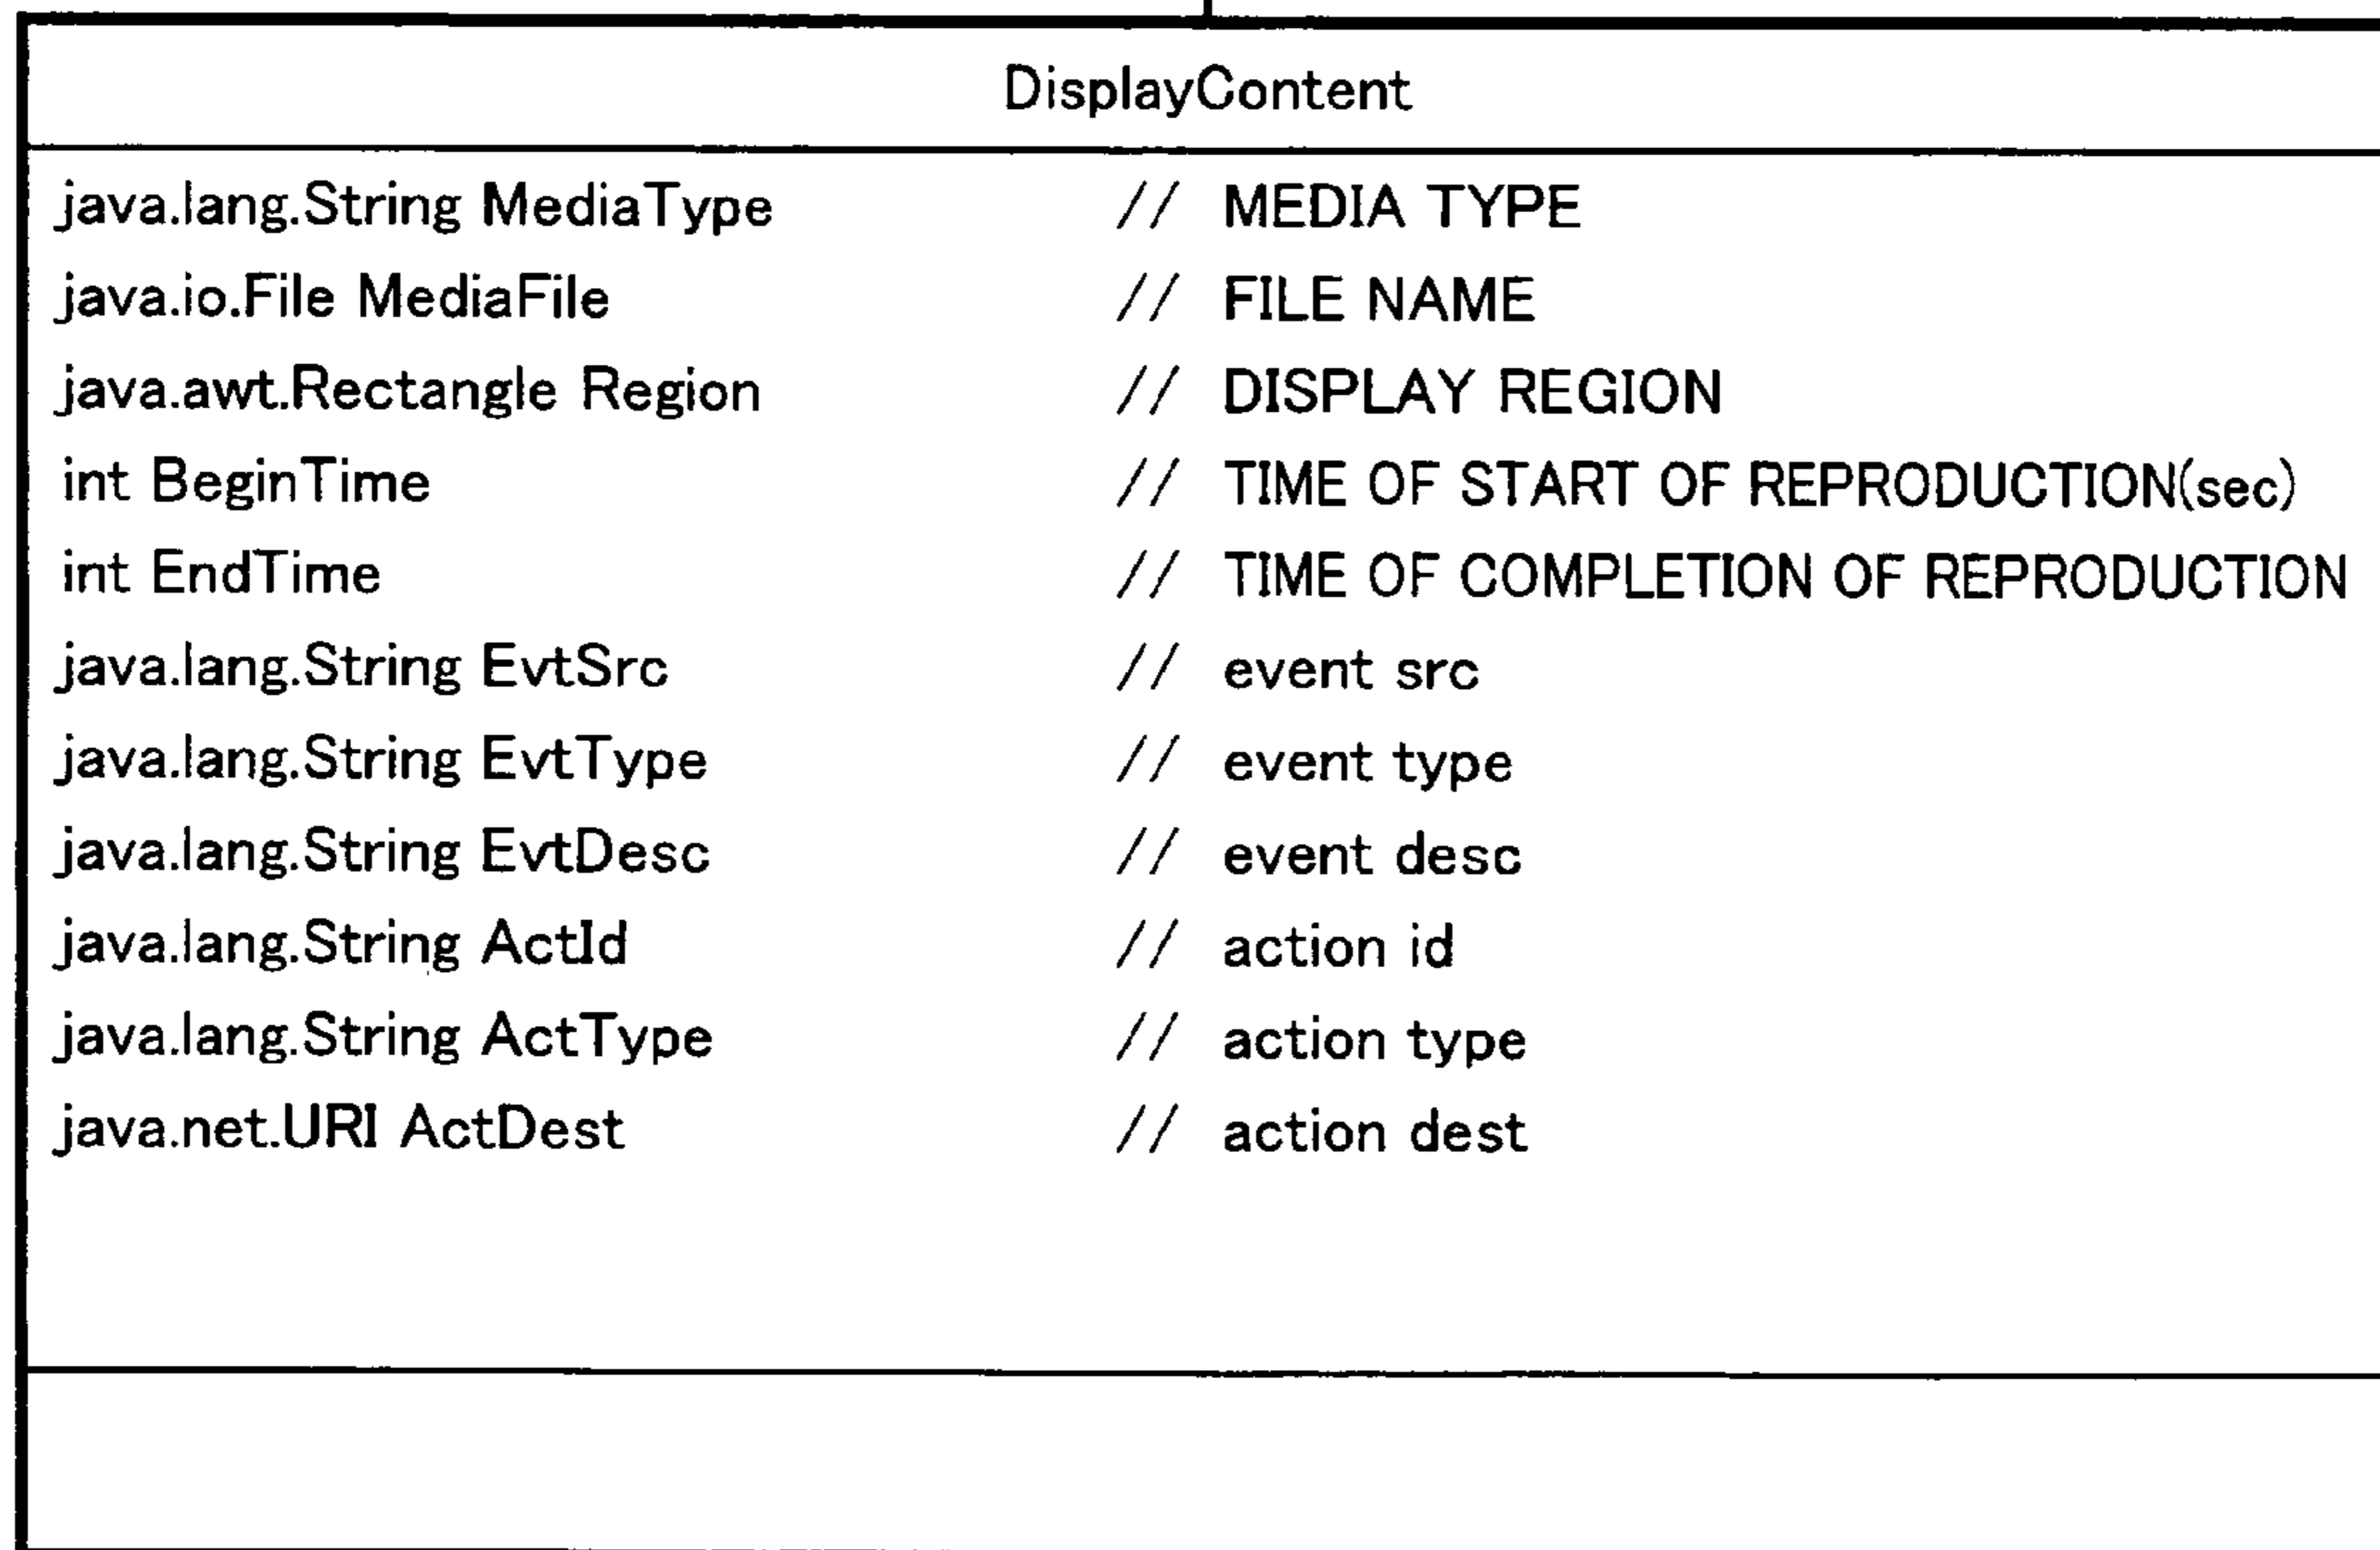 DisplayContent
java.lang.String MediaType // MEDIA TYPE
java.io.File MediaFile // FILE NAME
java.awt.Rectangle Region // DISPLAY REGION
int BeginTime // TIME OF START OF REPRODUCTION(sec)
int EndTime // TIME OF COMPLETION OF REPRODUCTION
java.lang.String EvtSrc // event src
java.lang.String EvtType // event type
java.lang.String EvtDesc // event desc
java.lang.String ActId // action id
java.lang.String ActType // action type
java.net.URI ActDest // action dest